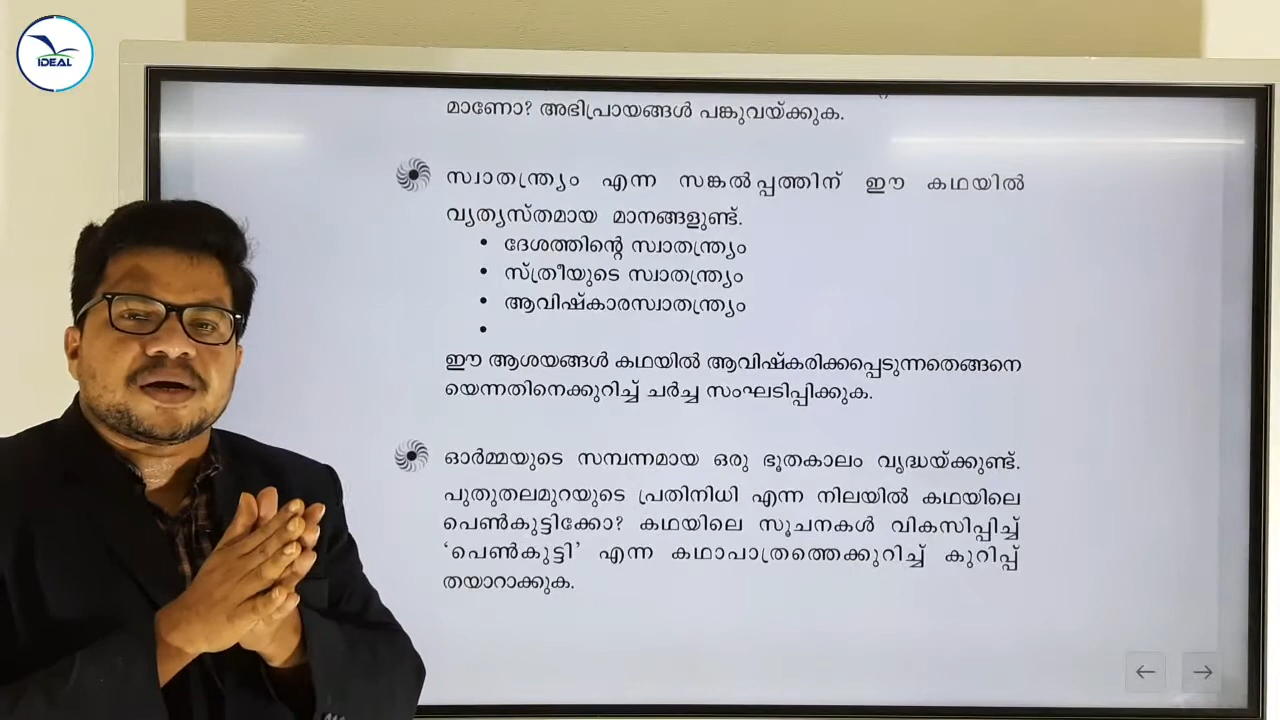 IDEAL
മാണോ? അഭിപ്രായങ്ങൾ പങ്കുവയ്ക്കുക.
സ്വാതന്ത്ര്യം എന്ന സങ്കൽപ്പത്തിന് ഈ കഥയിൽ
വ്യത്യസ്തമായ മാനങ്ങളുണ്ട്.
• ദേശത്തിന്റെ സ്വാതന്ത്ര്യം
• സ്ത്രീയുടെ സ്വാതന്ത്ര്യം
• ആവിഷ്കാരസ്വാതന്ത്ര്യം
•
ഈ ആശയങ്ങൾ കഥയിൽ ആവിഷ്കരിക്കപ്പെടുന്നതെങ്ങനെ
യെന്നതിനെക്കുറിച്ച് ചർച്ച സംഘടിപ്പിക്കുക.
ഓർമ്മയുടെ സമ്പന്നമായ ഒരു ഭൂതകാലം വൃദ്ധയ്ക്കുണ്ട്.
പുതുതലമുറയുടെ പ്രതിനിധി എന്ന നിലയിൽ കഥയിലെ
പെൺകുട്ടിക്കോ? കഥയിലെ സൂചനകൾ വികസിപ്പിച്ച്
‘പെൺകുട്ടി’ എന്ന കഥാപാത്രത്തെക്കുറിച്ച് കുറിപ്പ്
തയാറാക്കുക.